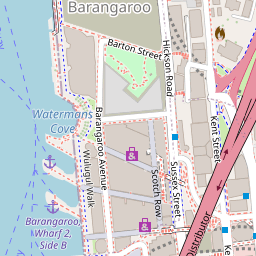 Barangaroo
Barton Street
Hickson Road
Watermans
Cove
Barangaroo Avenue
Wulugul Walk
Kent Street
Scotch Row
Sussex Street
Barangaroo,
Wharf 2,
Side B
Distributor